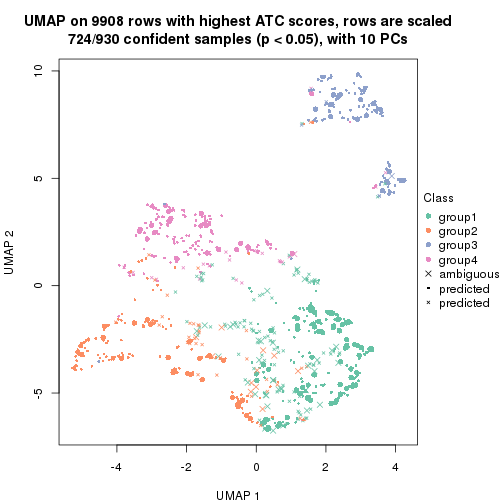 UMAP on 9908 rows with highest ATC scores, rows are scaled
724/930 confident samples (p < 0.05), with 10 PCs
10
5
0
-5
UMAP 2
-4
-2
0
2
4
UMAP 1
Class
group1
group2
group3
group4
ambiguous
predicted
predicted